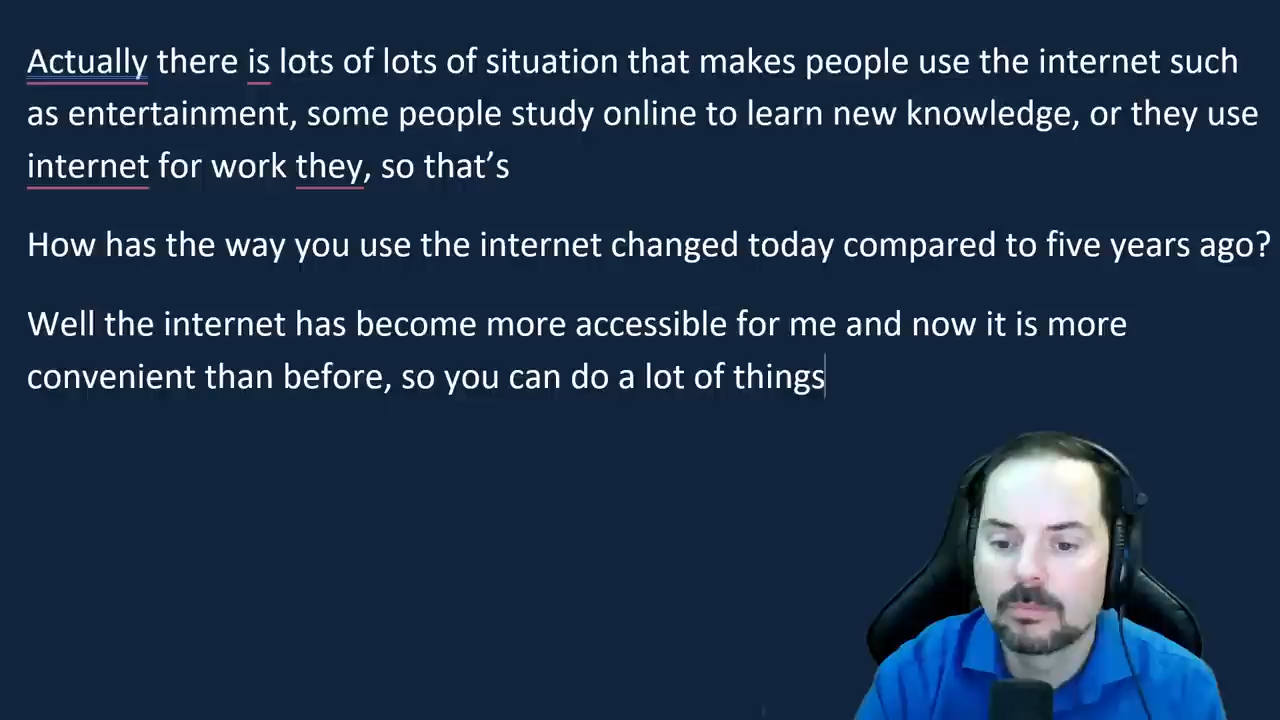 Actually there is lots of lots of situation that makes people use the internet such
as entertainment, some people study online to learn new knowledge, or they use
internet for work they, so that’s
How has the way you use the internet changed today compared to five years ago?
Well the internet has become more accessible for me and now it is more
convenient than before, so you can do a lot of things